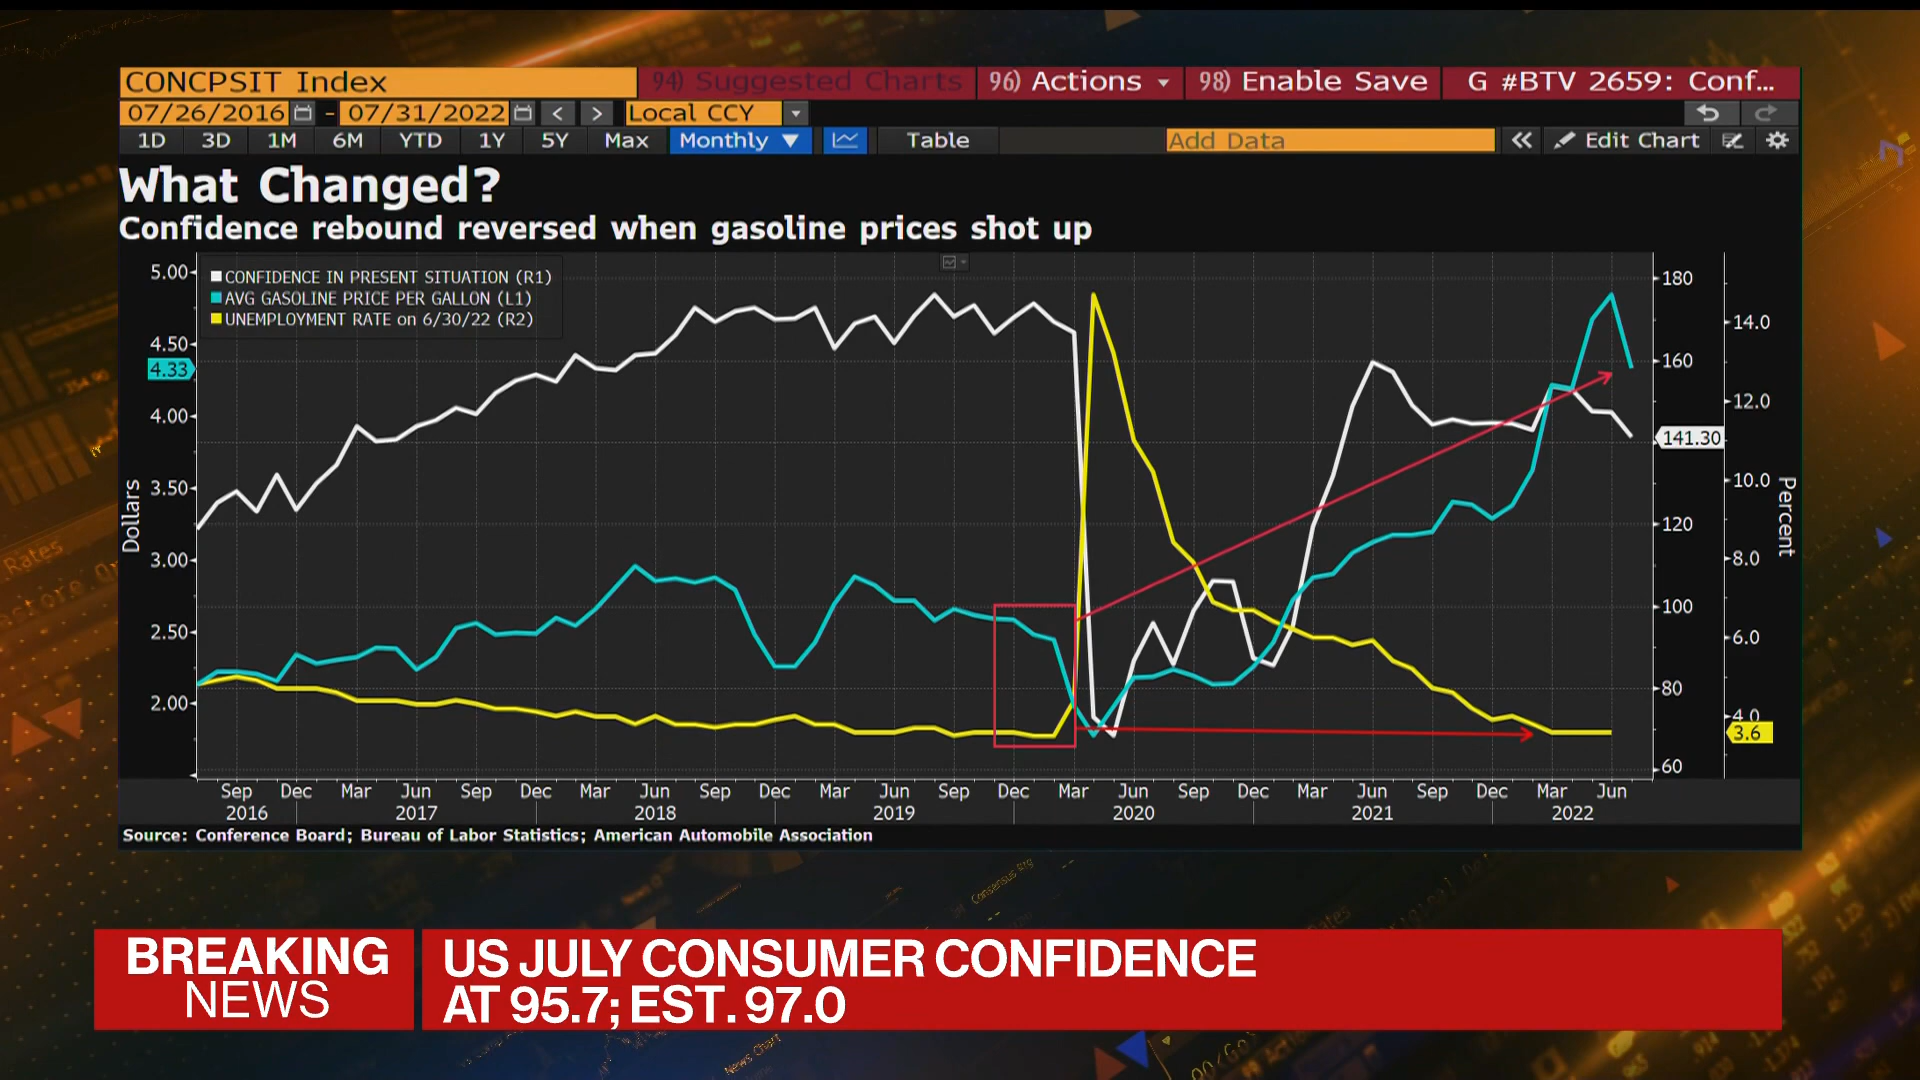 CONCPSIT Index
94) Suggested Charts
96) Actions
98) Enable Save
G #BTV 2659: Conf...
07/26/2016 - 07/31/2022 < > Local CCY
1D 3D 1M 6M YTD 1Y 5Y Max Monthly ▼ Table Add Data « Edit Chart
What Changed?
Confidence rebound reversed when gasoline prices shot up
CONFIDENCE IN PRESENT SITUATION (R1)
AVG GASOLINE PRICE PER GALLON (L1)
UNEMPLOYMENT RATE on 6/30/22 (R2)
5.00
4.50
4.33
4.00
3.50
3.00
2.50
2.00
Dollars
180
160
141.30
120
100
80
60
14.0
12.0
10.0
8.0
6.0
4.0
3.6
Percent
Sep Dec Mar Jun Sep Dec Mar Jun Sep Dec Mar Jun Sep Dec Mar Jun Sep Dec Mar Jun Sep Dec Mar Jun
2016 2017 2018 2019 2020 2021 2022
Source: Conference Board; Bureau of Labor Statistics; American Automobile Association
Rates
Consensus Rtg
News Chart
BREAKING
NEWS
US JULY CONSUMER CONFIDENCE
AT 95.7; EST. 97.0